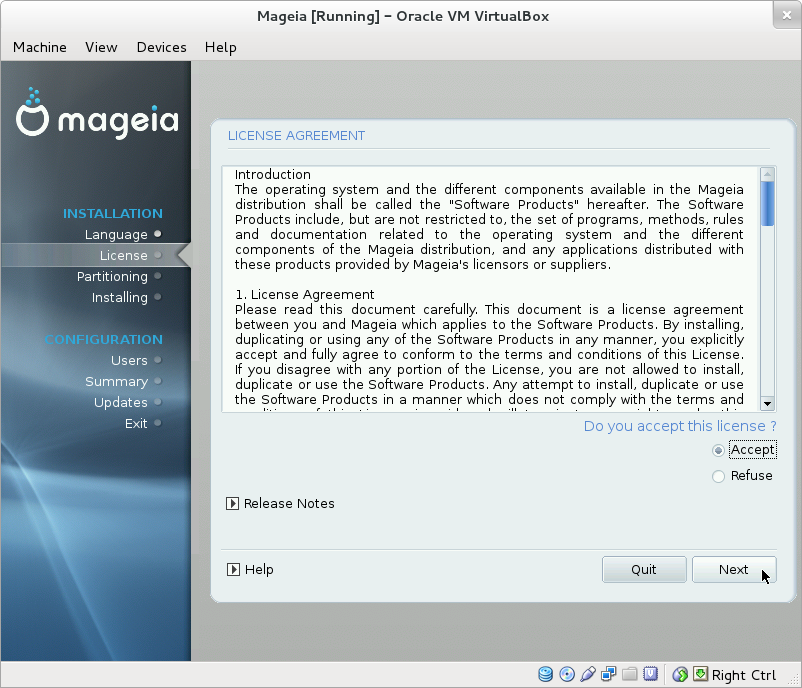 Mageia [Running] – Oracle VM VirtualBox
Machine View Devices Help
mageia
INSTALLATION
Language
License
Partitioning
Installing
CONFIGURATION
Users
Summary
Updates
Exit
LICENSE AGREEMENT
Introduction
The operating system and the different components available in the Mageia
distribution shall be called the "Software Products" hereafter. The Software
Products include, but are not restricted to, the set of programs, methods, rules
and documentation related to the operating system and the different
components of the Mageia distribution, and any applications distributed with
these products provided by Mageia's licensors or suppliers.
1. License Agreement
Please read this document carefully. This document is a license agreement
between you and Mageia which applies to the Software Products. By installing,
duplicating or using any of the Software Products in any manner, you explicitly
accept and fully agree to conform to the terms and conditions of this License.
If you disagree with any portion of the License, you are not allowed to install,
duplicate or use the Software Products. Any attempt to install, duplicate or use
the Software Products in a manner which does not comply with the terms and
Do you accept this license ?
Accept
Refuse
Release Notes
Help
Quit
Next
Right Ctrl